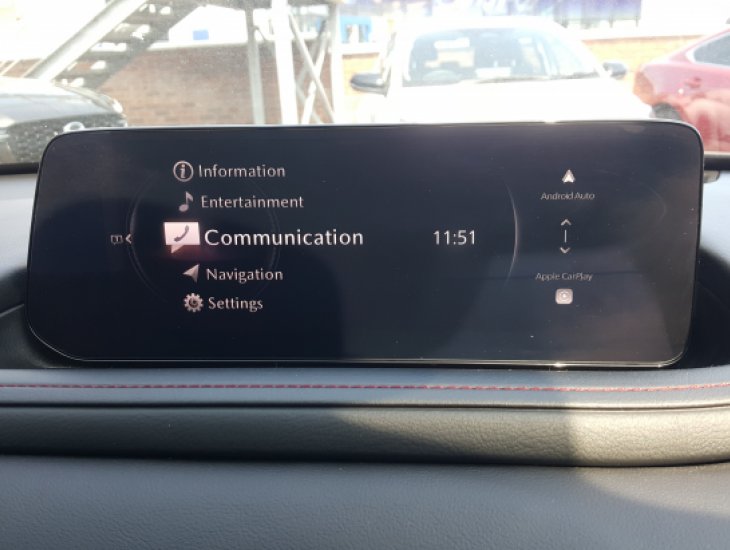 Information
Entertainment
Communication
11:51
Navigation
Settings
Android Auto
Apple CarPlay